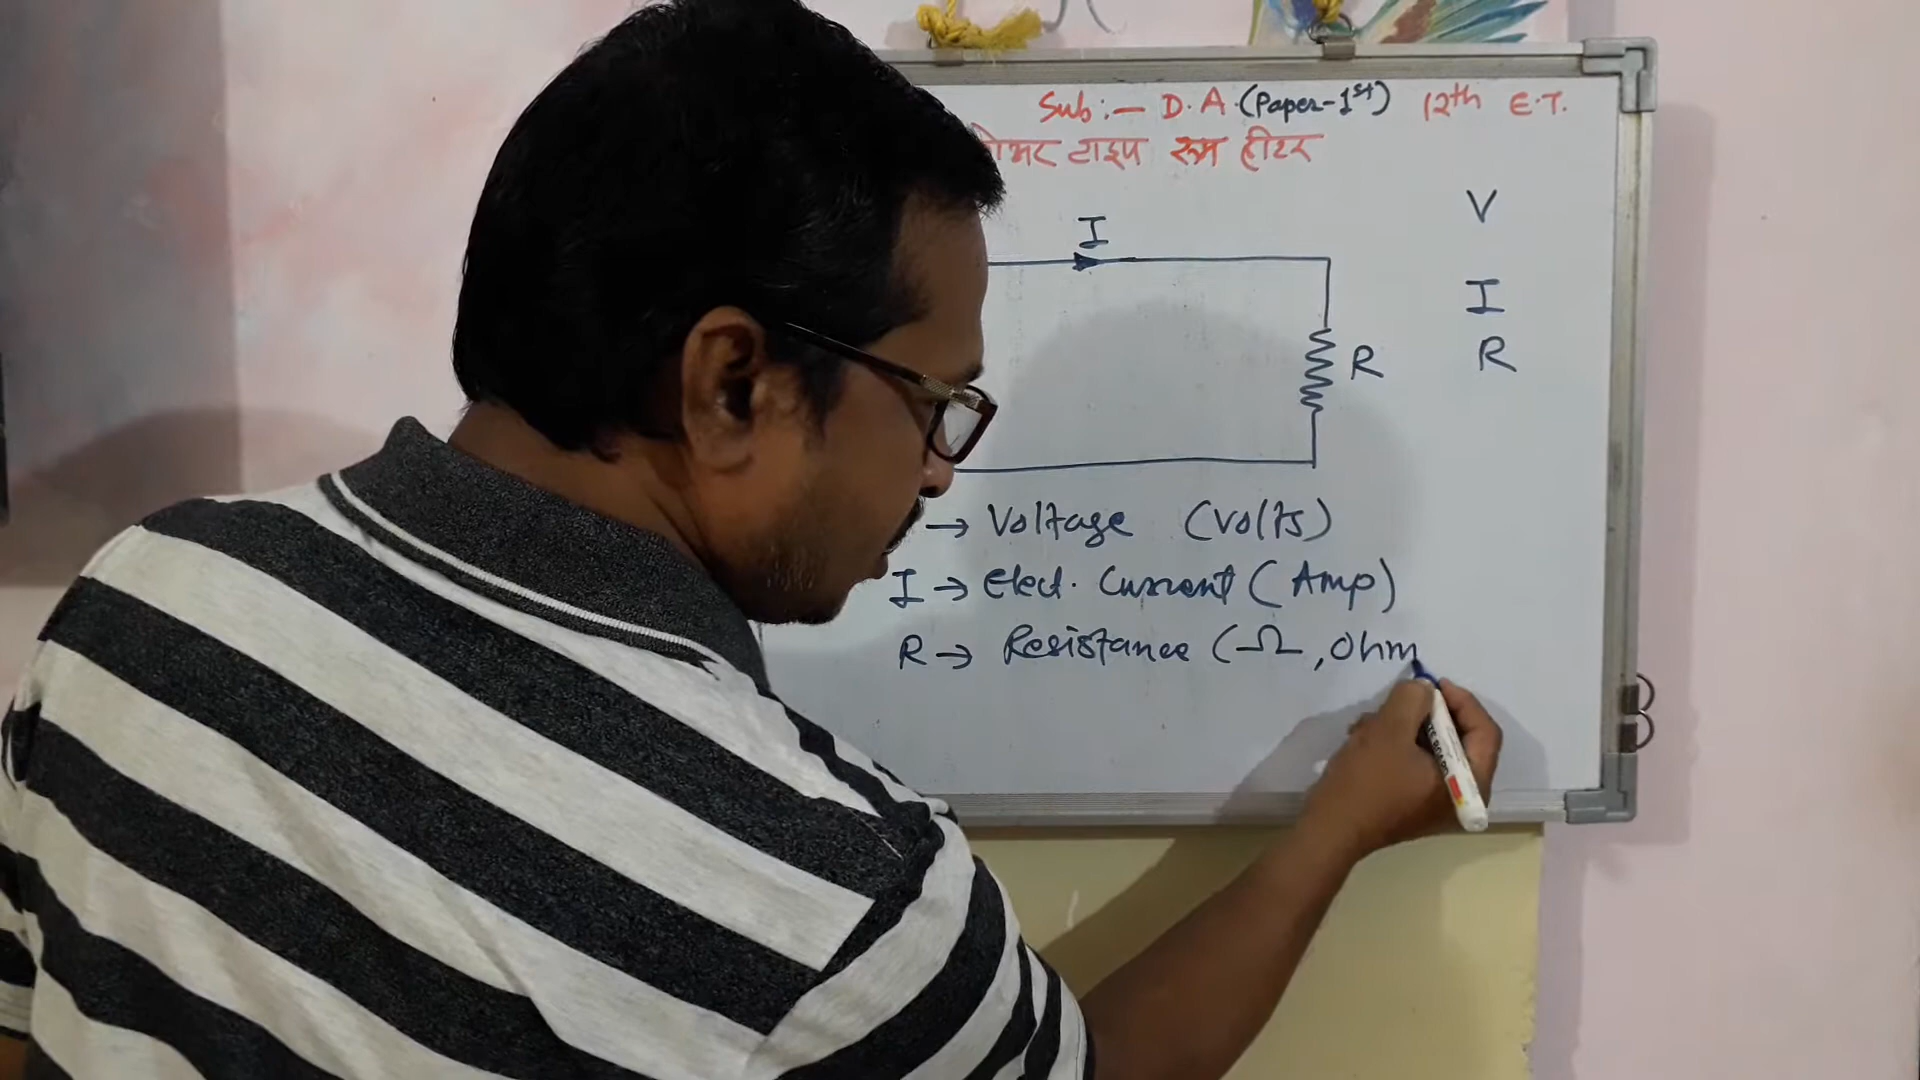 Sub :- D. A. (Paper-1st) 12th E.T.
टाइप रूम हीटर
V
I
I
R
R
→ Voltage (Volts)
I → Elect. Current (Amp)
R → Resistance (Ω, Ohm